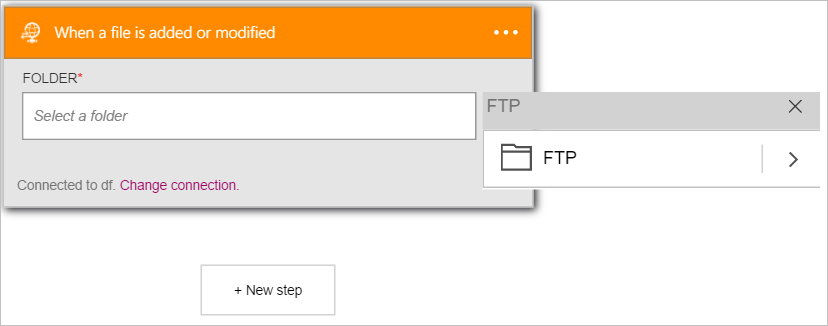 When a file is added or modified
FOLDER*
Select a folder
FTP
FTP
Connected to df. Change connection.
+ New step